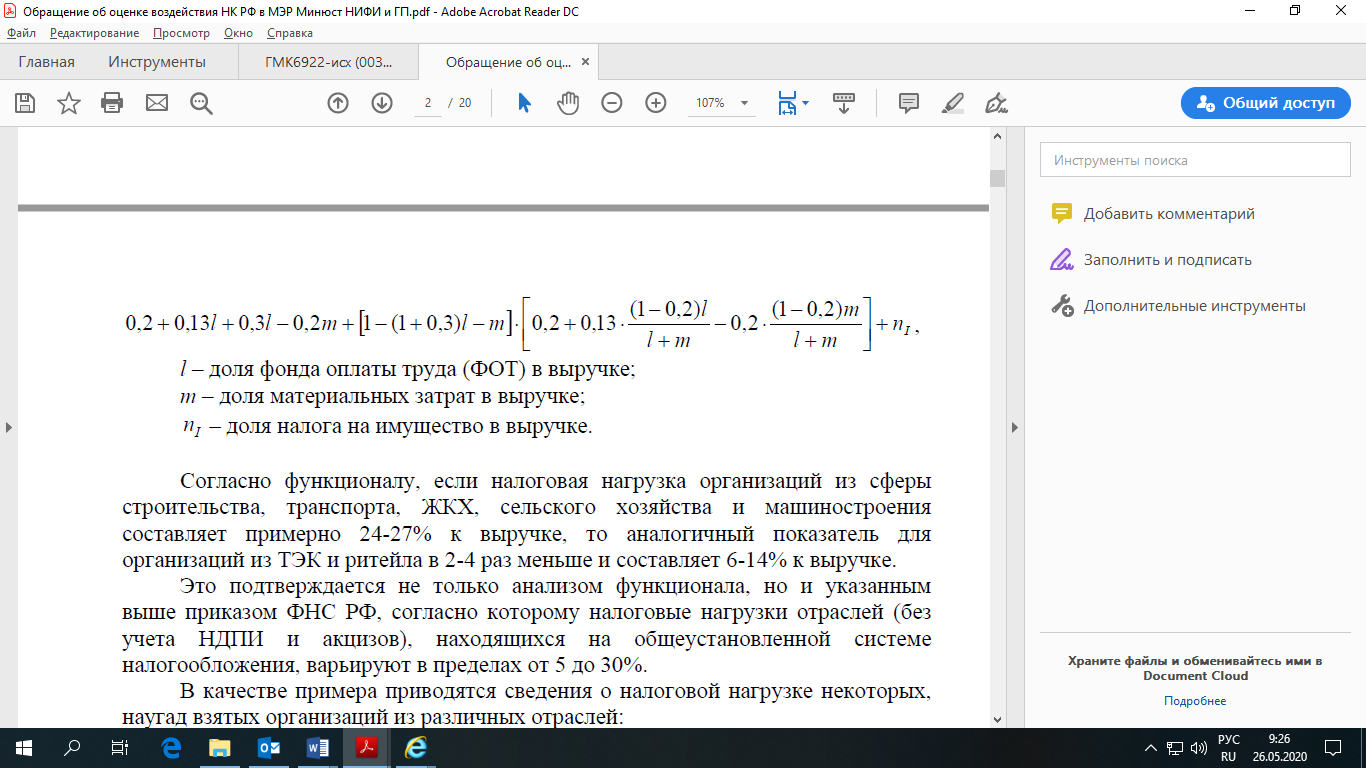 Обращение об оценке воздействия НК РФ в МЭР Минюст НИФИ и ГП.pdf - Adobe Acrobat Reader DC
Файл Редактирование Просмотр Окно Справка
Главная Инструменты ГМК6922-исх (003... Обращение об оц... ×
2 / 20 107% Общий доступ
Инструменты поиска
Добавить комментарий
Заполнить и подписать
Дополнительные инструменты
0,2 + 0,13l + 0,3l − 0,2m + [1 − (1 + 0,3)l − m] · [0,2 + 0,13 · (1 − 0,2)l / (l + m) − 0,2 · (1 − 0,2)m / (l + m)] + n_I ,
l – доля фонда оплаты труда (ФОТ) в выручке;
m – доля материальных затрат в выручке;
n_I – доля налога на имущество в выручке.
Согласно функционалу, если налоговая нагрузка организаций из сферы
строительства, транспорта, ЖКХ, сельского хозяйства и машиностроения
составляет примерно 24-27% к выручке, то аналогичный показатель для
организаций из ТЭК и ритейла в 2-4 раз меньше и составляет 6-14% к выручке.
Это подтверждается не только анализом функционала, но и указанным
выше приказом ФНС РФ, согласно которому налоговые нагрузки отраслей (без
учета НДПИ и акцизов), находящихся на общеустановленной системе
налогообложения, варьируют в пределах от 5 до 30%.
В качестве примера приводятся сведения о налоговой нагрузке некоторых,
наугад взятых организаций из различных отраслей:
Храните файлы и обменивайтесь ими в
Document Cloud
Подробнее
РУС
RU
9:26
26.05.2020